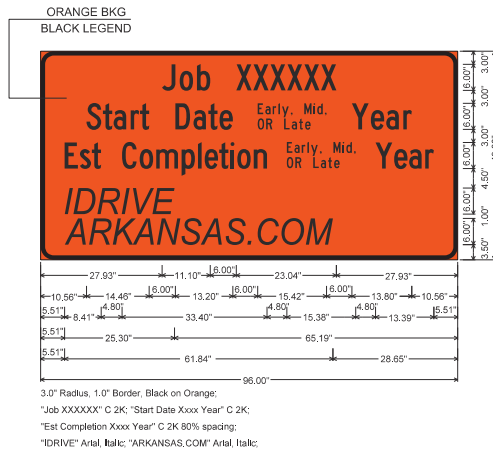 ORANGE BKG
BLACK LEGEND
Job XXXXXX
Start Date Early, Mid, OR Late Year
Est Completion Early, Mid, OR Late Year
IDRIVE
ARKANSAS.COM
6.00" 3.00"
6.00" 3.00"
6.00" 3.00"
6.00" 4.50"
6.00" 1.00"
6.00" 3.50"
27.93" 11.10" 6.00" 23.04" 27.93"
10.56" 14.46" 6.00" 13.20" 6.00" 15.42" 6.00" 13.80" 10.56"
5.51" 8.41" 4.80" 33.40" 4.80" 15.38" 4.80" 13.39" 5.51"
5.51" 25.30" 65.19"
5.51" 61.84" 28.65"
96.00"
3.0" Radius, 1.0" Border, Black on Orange;
"Job XXXXXX" C 2K; "Start Date Xxxx Year" C 2K;
"Est Completion Xxxx Year" C 2K 80% spacing;
"IDRIVE" Arial, Italic; "ARKANSAS.COM" Arial, Italic;